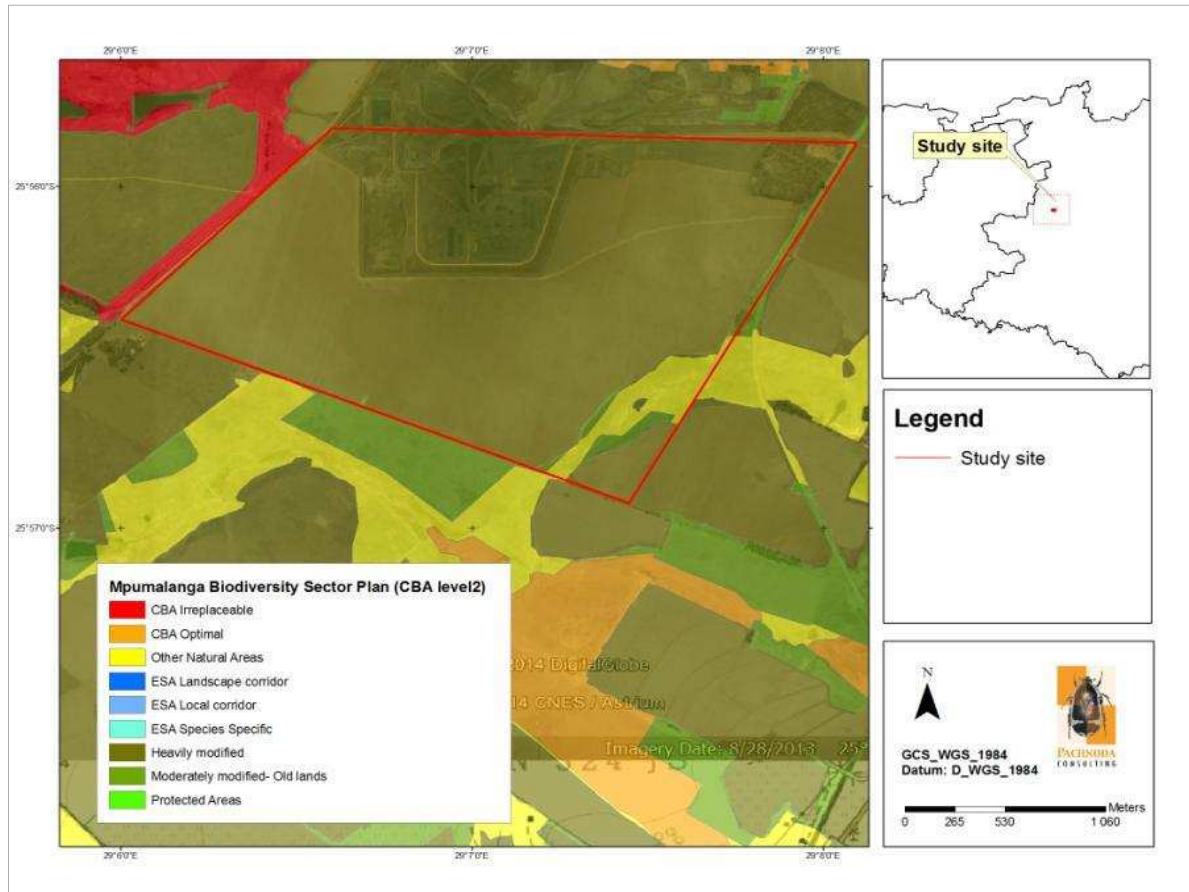 29°6'0"E
29°7'0"E
29°8'0"E
25°56'0"S
25°57'0"S
Study site
Legend
Study site
Mpumalanga Biodiversity Sector Plan (CBA level2)
CBA Irreplaceable
CBA Optimal
Other Natural Areas
ESA Landscape corridor
ESA Local corridor
ESA Species Specific
Heavily modified
Moderately modified- Old lands
Protected Areas
2014 DigitalGlobe
14 CNES / Astrium
Imagery Date: 8/28/2013 25°
N
GCS_WGS_1984
Datum: D_WGS_1984
PACHNODA
CONSULTING
Meters
0 265 530 1 060
29°6'0"E
29°7'0"E
29°8'0"E